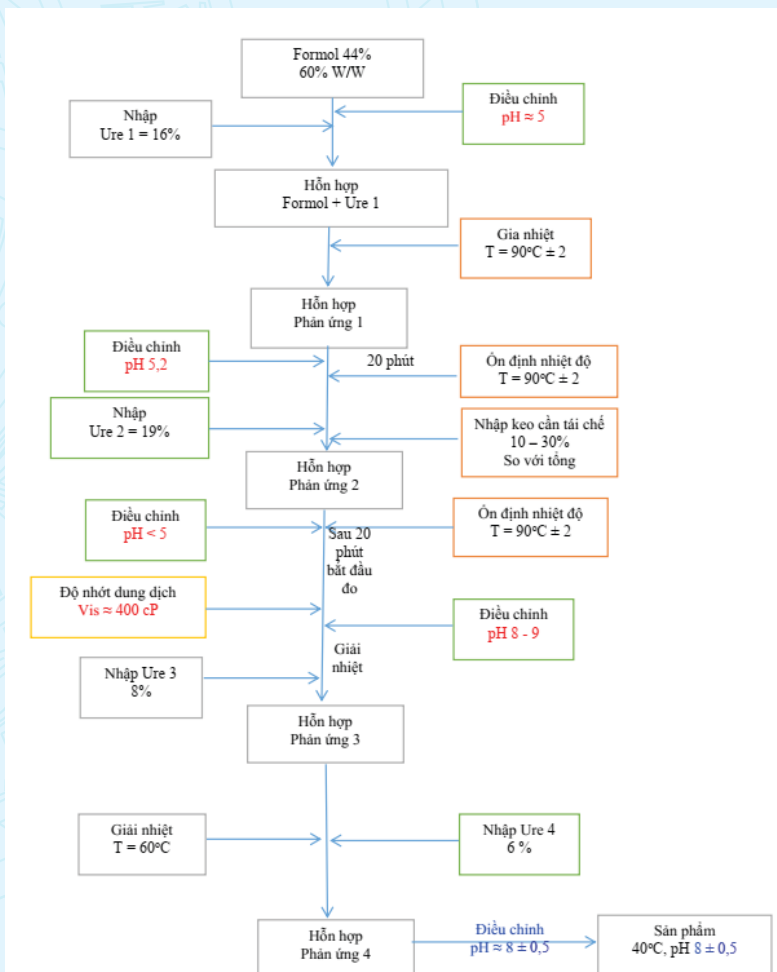 Formol 44%
60% W/W
Nhập
Ure 1 = 16%
Điều chỉnh
pH ≈ 5
Hỗn hợp
Formol + Ure 1
Gia nhiệt
T = 90°C ± 2
Hỗn hợp
Phản ứng 1
Điều chỉnh
pH 5,2
20 phút
Ổn định nhiệt độ
T = 90°C ± 2
Nhập
Ure 2 = 19%
Nhập keo cần tái chế
10 – 30%
So với tổng
Hỗn hợp
Phản ứng 2
Điều chỉnh
pH < 5
Sau 20
phút
bắt đầu
đo
Ổn định nhiệt độ
T = 90°C ± 2
Độ nhớt dung dịch
Vis ≈ 400 cP
Điều chỉnh
pH 8 - 9
Giải
nhiệt
Nhập Ure 3
8%
Hỗn hợp
Phản ứng 3
Giải nhiệt
T = 60°C
Nhập Ure 4
6 %
Hỗn hợp
Phản ứng 4
Điều chỉnh
pH ≈ 8 ± 0,5
Sản phẩm
40°C, pH 8 ± 0,5